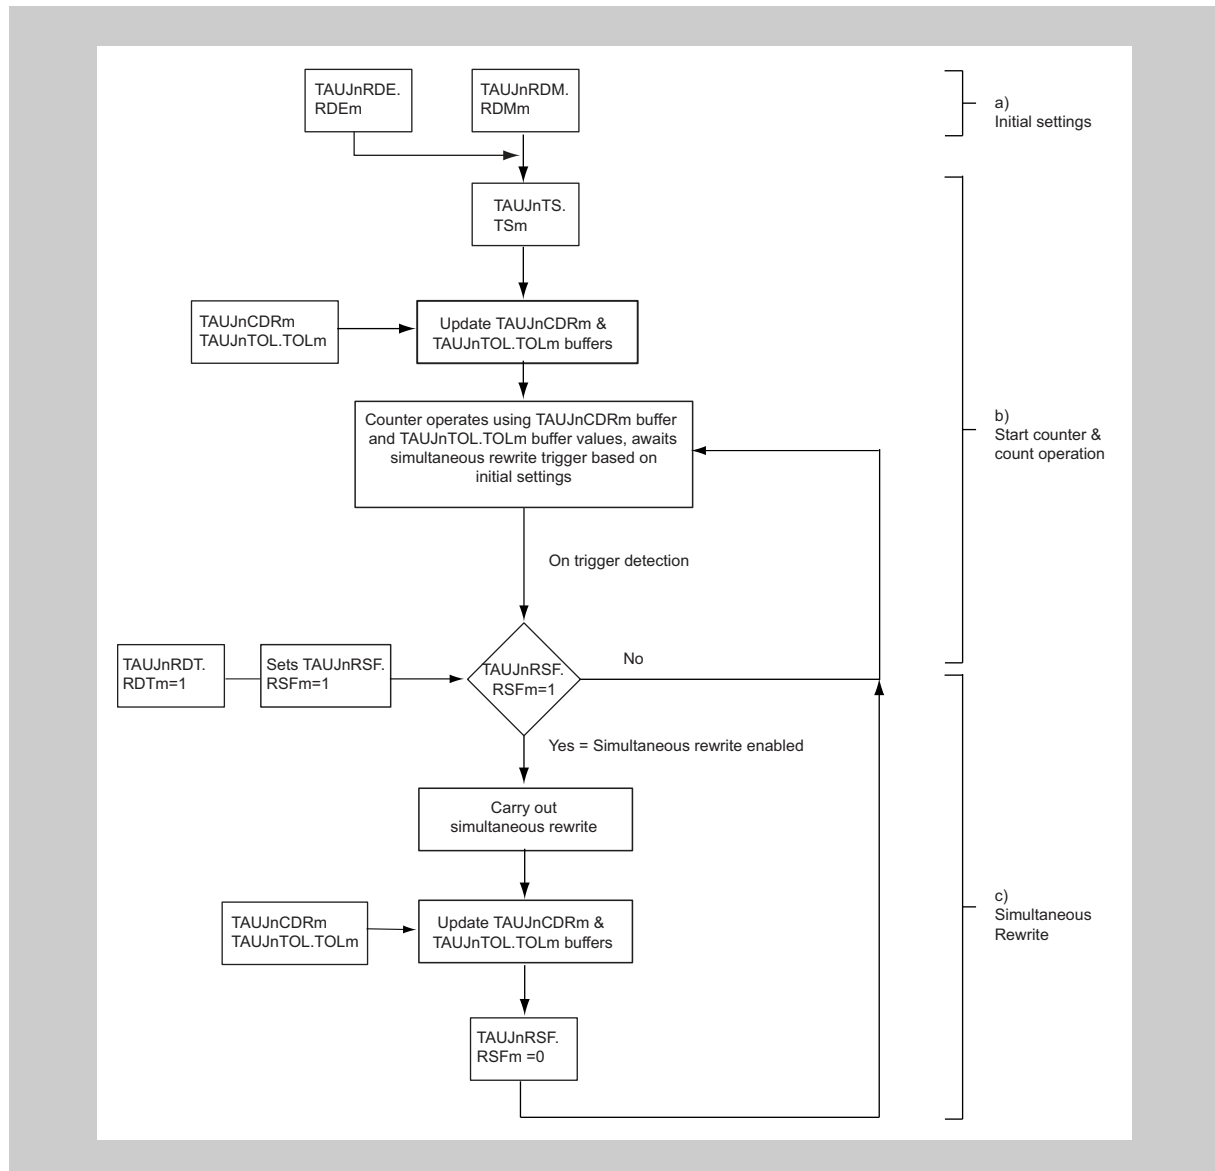 TAUJnRDE.
RDEm
TAUJnRDM.
RDMm
a)
Initial settings
TAUJnTS.
TSm
TAUJnCDRm
TAUJnTOL.TOLm
Update TAUJnCDRm &
TAUJnTOL.TOLm buffers
Counter operates using TAUJnCDRm buffer
and TAUJnTOL.TOLm buffer values, awaits
simultaneous rewrite trigger based on
initial settings
b)
Start counter &
count operation
On trigger detection
TAUJnRDT.
RDTm=1
Sets TAUJnRSF.
RSFm=1
TAUJnRSF.
RSFm=1
No
Yes = Simultaneous rewrite enabled
Carry out
simultaneous rewrite
TAUJnCDRm
TAUJnTOL.TOLm
Update TAUJnCDRm &
TAUJnTOL.TOLm buffers
c)
Simultaneous
Rewrite
TAUJnRSF.
RSFm =0